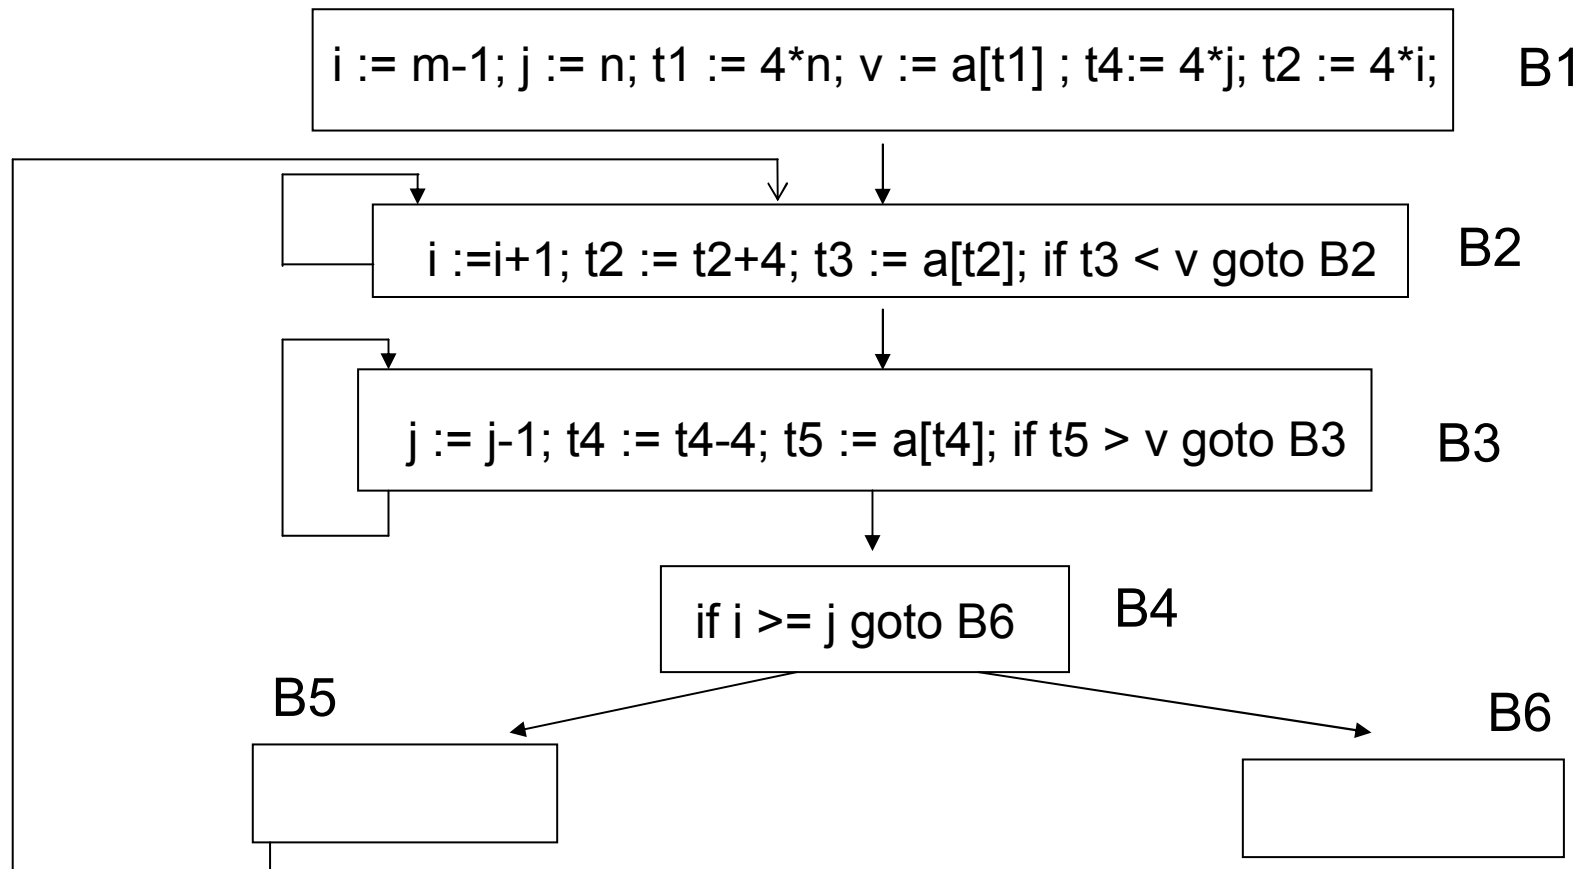 i := m-1; j := n; t1 := 4*n; v := a[t1] ; t4:= 4*j; t2 := 4*i;
B1
i :=i+1; t2 := t2+4; t3 := a[t2]; if t3 < v goto B2
B2
j := j-1; t4 := t4-4; t5 := a[t4]; if t5 > v goto B3
B3
if i >= j goto B6
B4
B5
B6